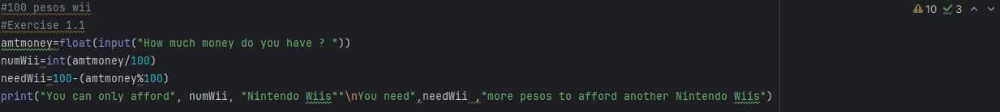 #100 pesos wii
10 3
#Exercise 1.1
amtmoney=float(input("How much money do you have ? "))
numWii=int(amtmoney/100)
needWii=100-(amtmoney%100)
print("You can only afford", numWii, "Nintendo Wiis""\nYou need",needWii ,"more pesos to afford another Nintendo Wiis")